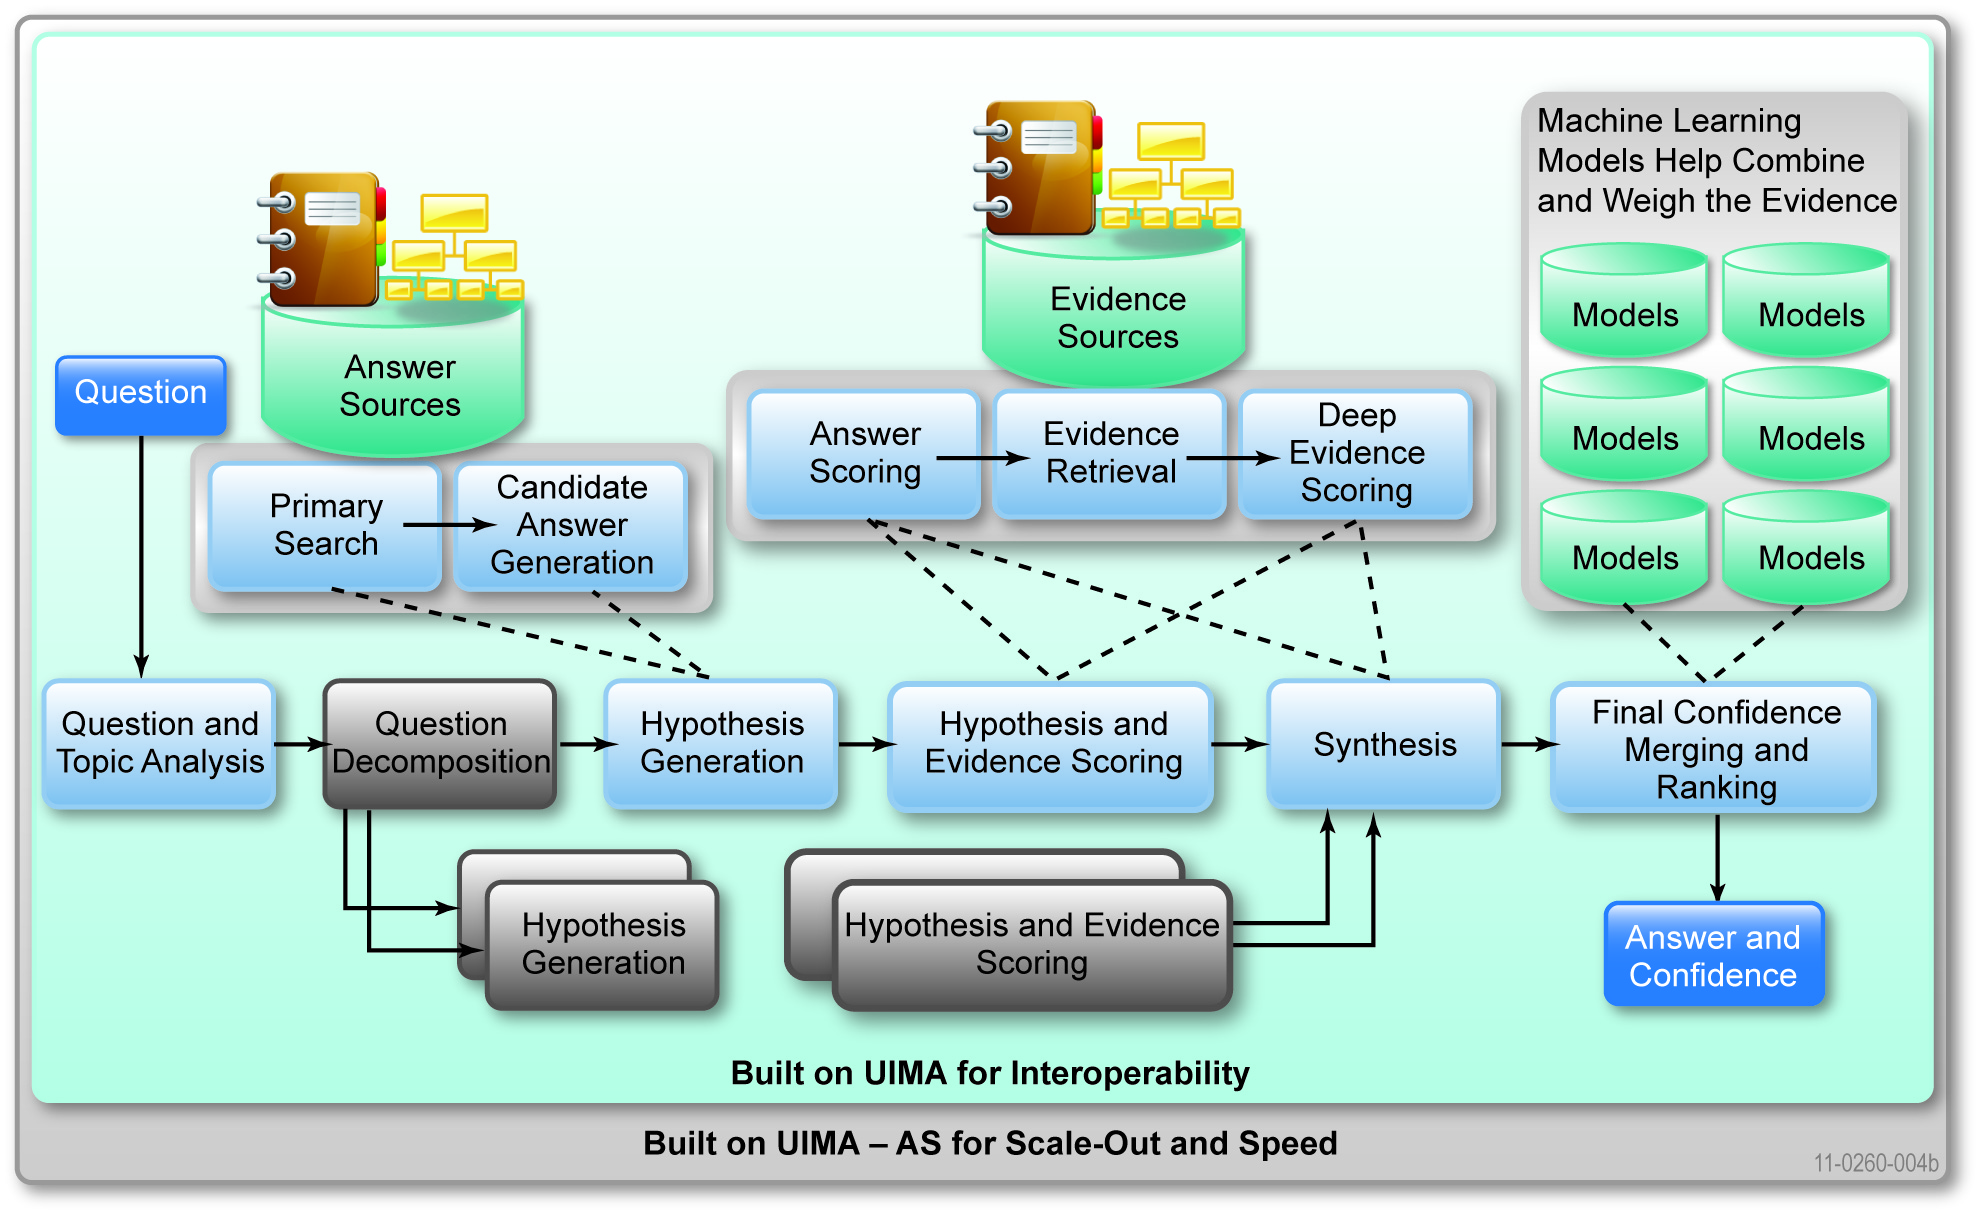 Machine Learning
Models Help Combine
and Weigh the Evidence
Models
Models
Models
Models
Models
Models
Evidence
Sources
Answer
Sources
Question
Primary
Search
Candidate
Answer
Generation
Answer
Scoring
Evidence
Retrieval
Deep
Evidence
Scoring
Question and
Topic Analysis
Question
Decomposition
Hypothesis
Generation
Hypothesis and
Evidence Scoring
Synthesis
Final Confidence
Merging and
Ranking
Hypothesis
Generation
Hypothesis and Evidence
Scoring
Answer and
Confidence
Built on UIMA for Interoperability
Built on UIMA – AS for Scale-Out and Speed
11-0260-004b